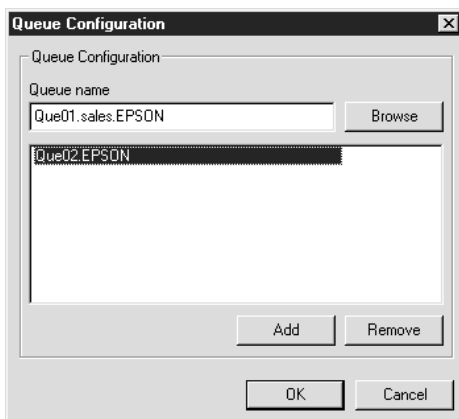 Queue Configuration
Queue Configuration
Queue name
Que01.sales.EPSON
Browse
Que02.EPSON
Add
Remove
OK
Cancel